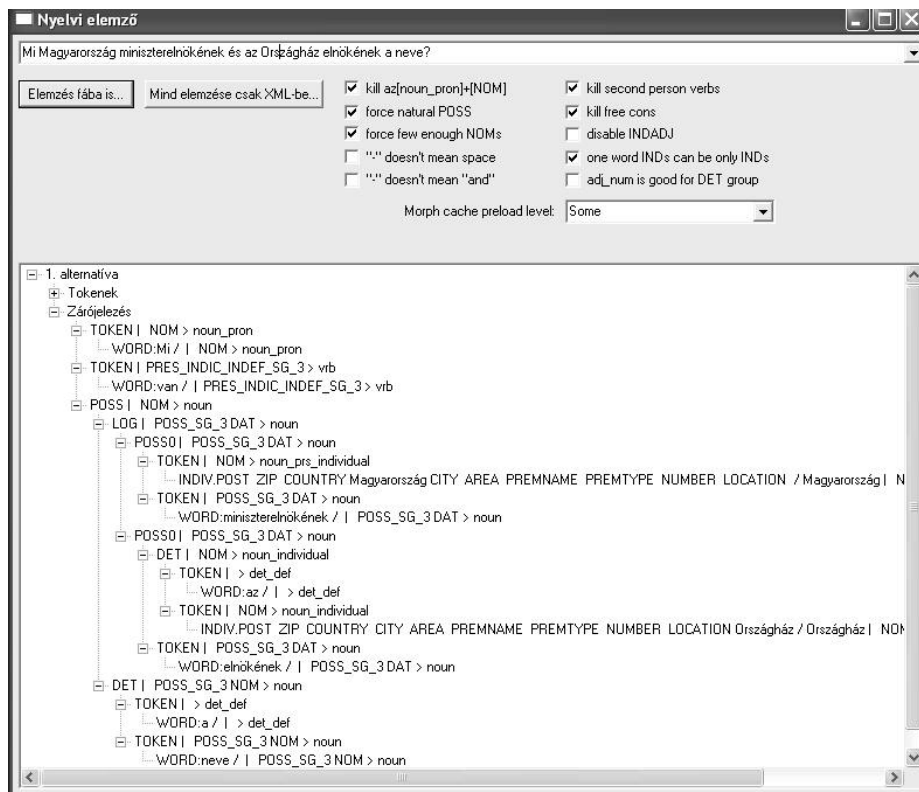 Nyelvi elemző
Mi Magyarország miniszterelnökének és az Országház elnökének a neve?
Elemzés fába is... Mind elemzése csak XML-be...
kill az[noun_pron]+[NOM] kill second person verbs
force natural POSS kill free cons
force few enough NOMs disable INDADJ
"-" doesn't mean space one word INDs can be only INDs
"-" doesn't mean "and" adj_num is good for DET group
Morph cache preload level: Some
1. alternatíva
Tokenek
Zárójelezés
TOKEN | NOM > noun_pron
WORD:Mi / | NOM > noun_pron
TOKEN | PRES_INDIC_INDEF_SG_3 > vrb
WORD:van / | PRES_INDIC_INDEF_SG_3 > vrb
POSS | NOM > noun
LOG | POSS_SG_3 DAT > noun
POSS0 | POSS_SG_3 DAT > noun
TOKEN | NOM > noun_prs_individual
INDIV.POST ZIP COUNTRY Magyarország CITY AREA PREMNAME PREMTYPE NUMBER LOCATION / Magyarország | N
TOKEN | POSS_SG_3 DAT > noun
WORD:miniszterelnökének / | POSS_SG_3 DAT > noun
POSS0 | POSS_SG_3 DAT > noun
DET | NOM > noun_individual
TOKEN | > det_def
WORD:az / | > det_def
TOKEN | NOM > noun_individual
INDIV.POST ZIP COUNTRY CITY AREA PREMNAME PREMTYPE NUMBER LOCATION Országház / Országház | NOM
TOKEN | POSS_SG_3 DAT > noun
WORD:elnökének / | POSS_SG_3 DAT > noun
DET | POSS_SG_3 NOM > noun
TOKEN | > det_def
WORD:a / | > det_def
TOKEN | POSS_SG_3 NOM > noun
WORD:neve / | POSS_SG_3 NOM > noun